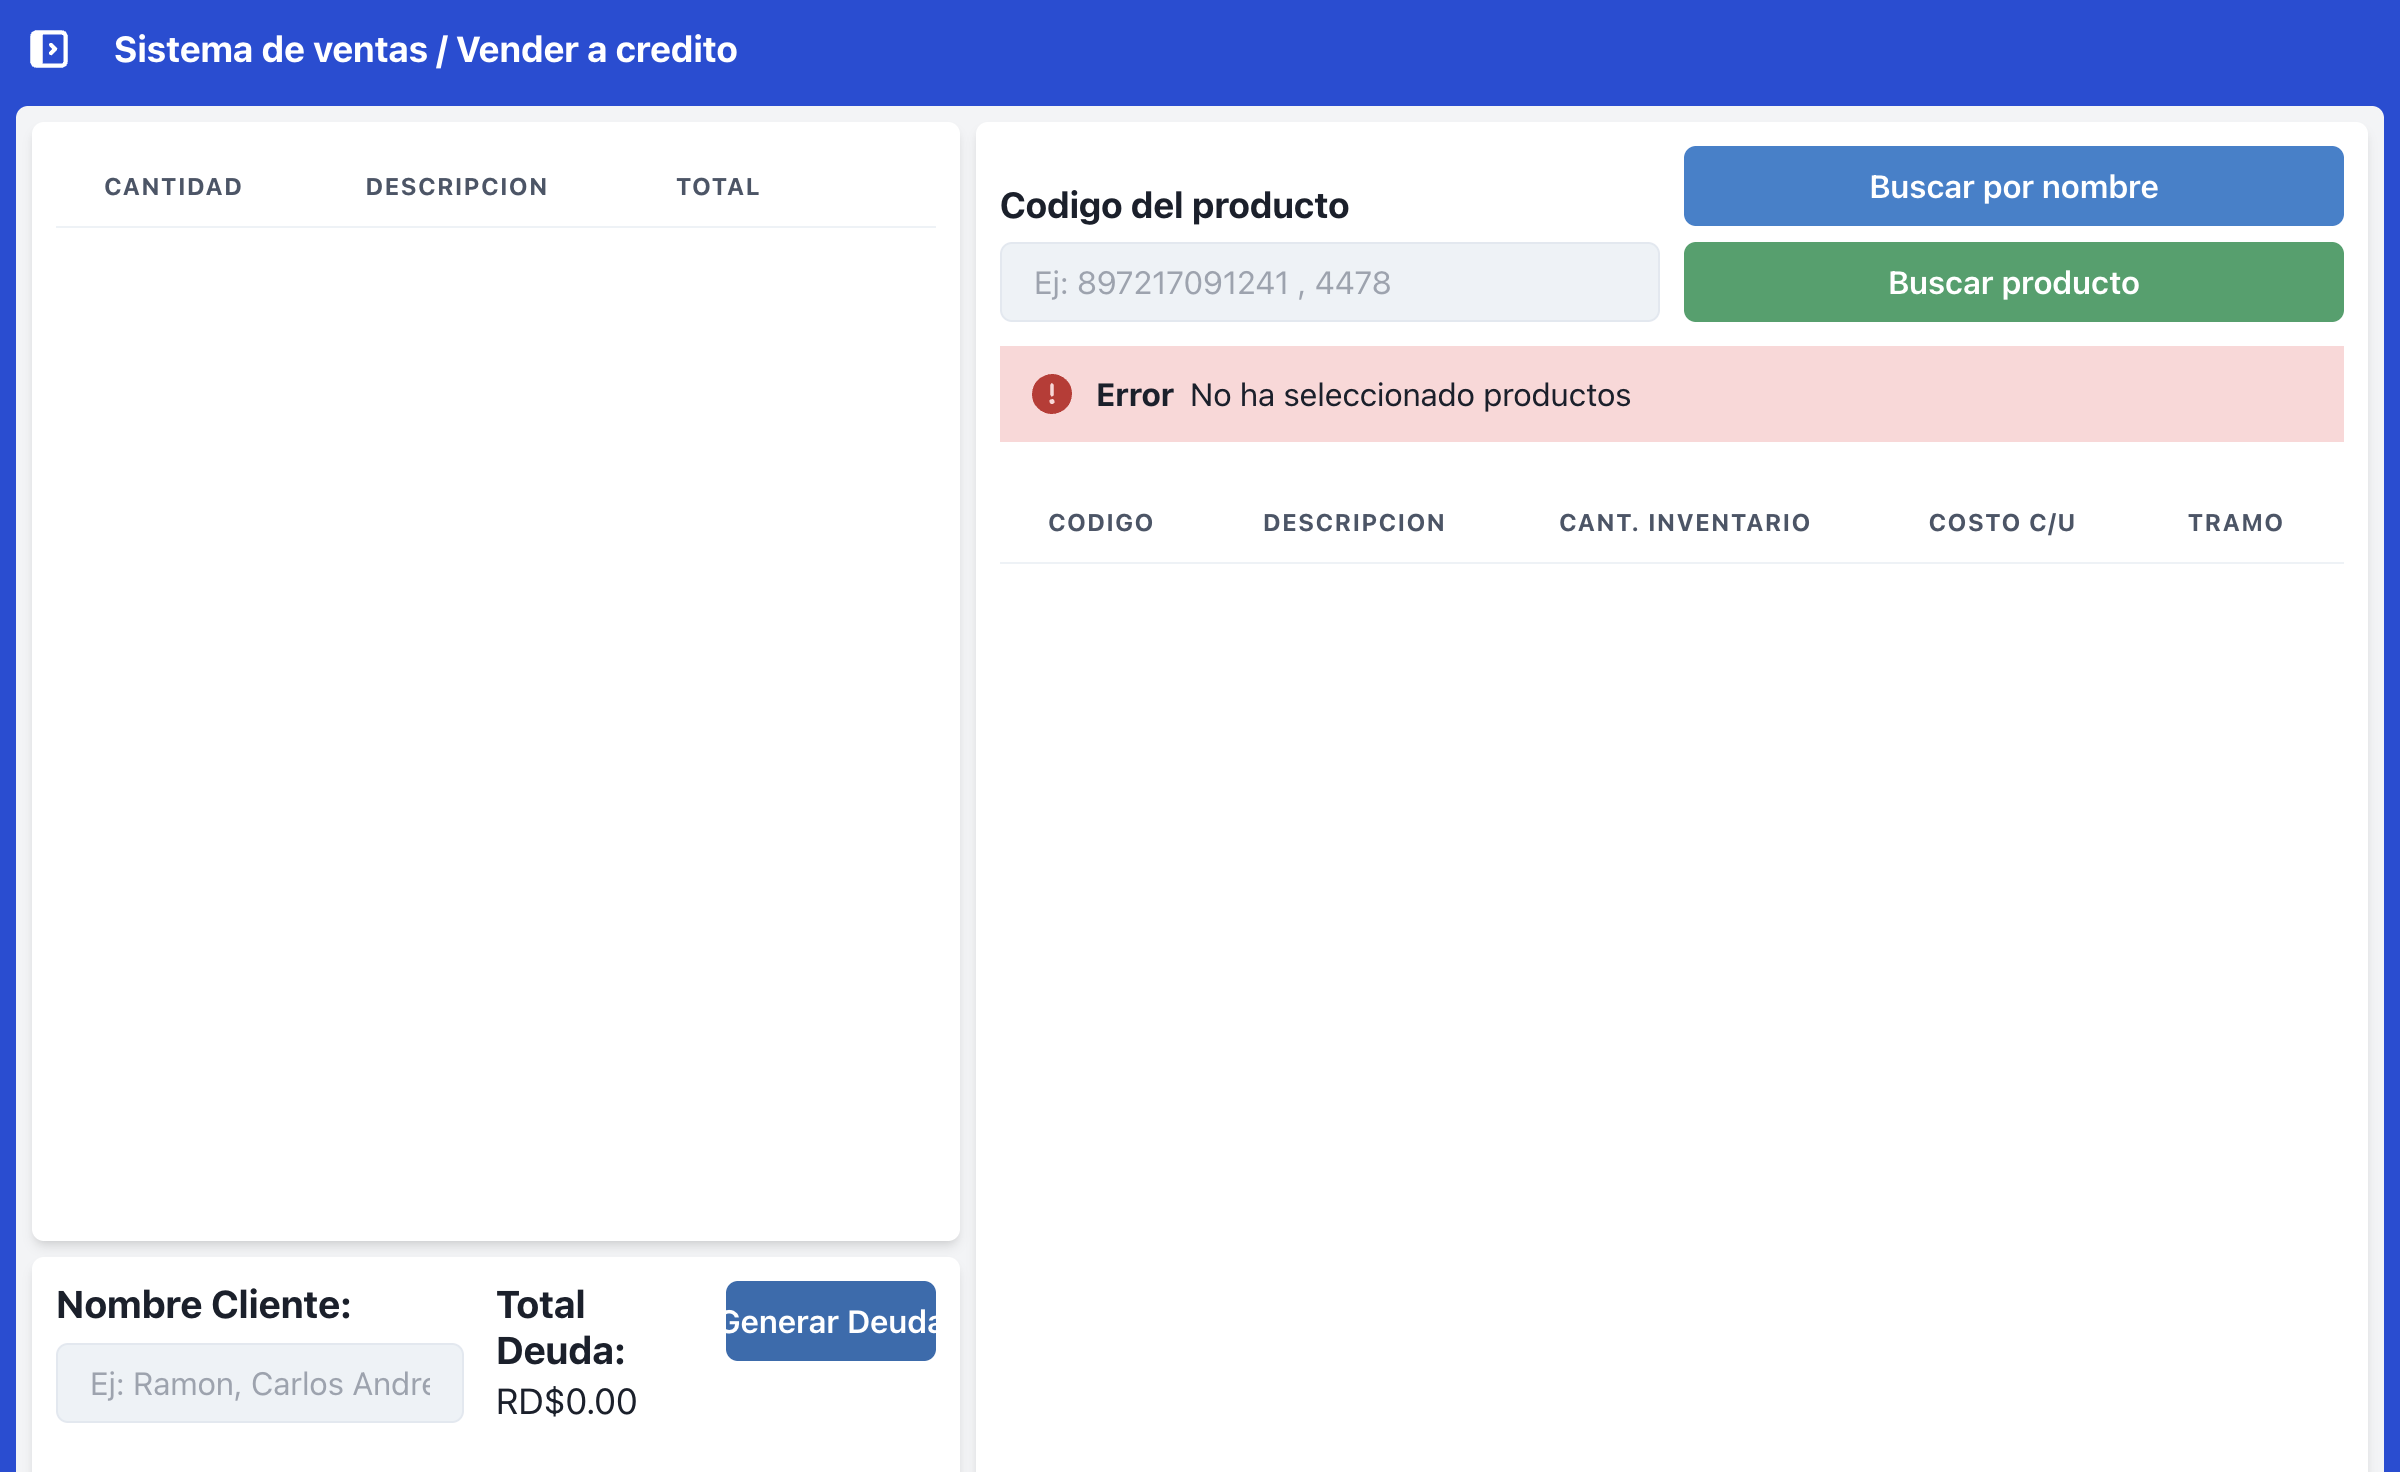 Sistema de ventas / Vender a credito
CANTIDAD DESCRIPCION TOTAL
Codigo del producto
Ej: 897217091241 , 4478
Buscar por nombre
Buscar producto
Error No ha seleccionado productos
CODIGO DESCRIPCION CANT. INVENTARIO COSTO C/U TRAMO
Nombre Cliente:
Ej: Ramon, Carlos Andre
Total
Deuda:
RD$0.00
Generar Deuda